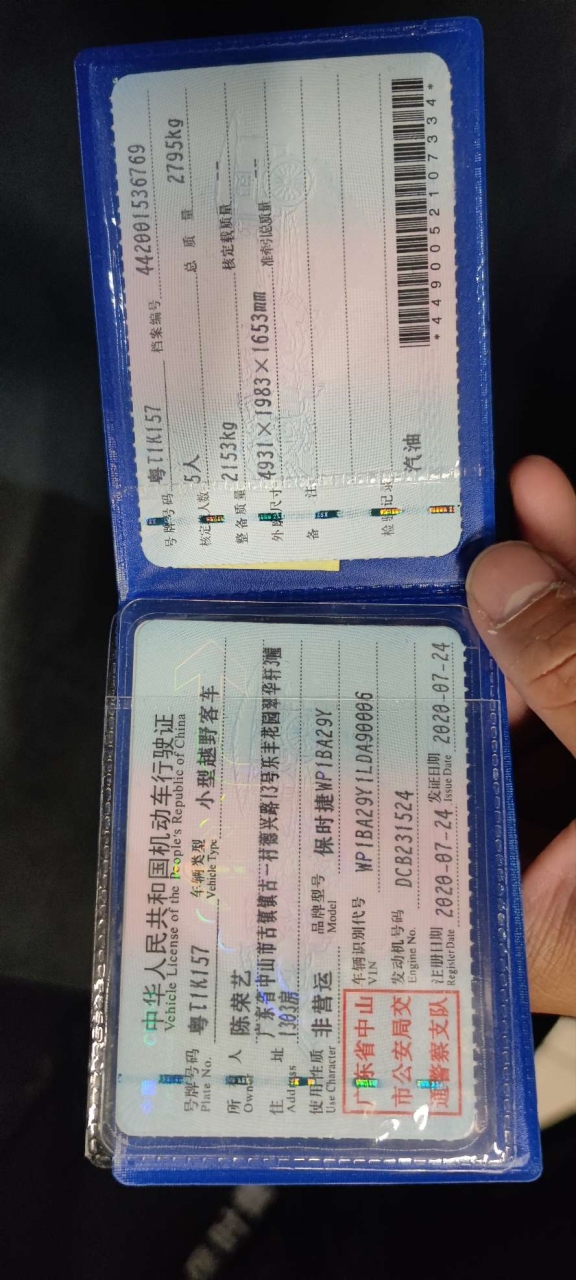 中华人民共和国机动车行驶证
Vehicle License of the People's Republic of China
号牌号码 粤T1K157 车辆类型 小型越野客车
Plate No. Vehicle Type
所有人 陈荣艺
Owner
住址 广东省中山市古镇镇古一村德兴路13号乐丰花园翠华轩3幢
Address 1303房
使用性质 非营运 品牌型号 保时捷WP1BA29Y
Use Character Model
广东省中山
市公安局交
通警察支队
车辆识别代号 WP1BA29Y1LDA90006
VIN
发动机号码 DCB231524
Engine No.
注册日期 2020-07-24 发证日期 2020-07-24
Register Date Issue Date
号牌号码 粤T1K157 档案编号 442001536769
核定载人数 5人 总质量 2795kg
整备质量 2153kg 核定载质量 --
外廓尺寸 4931×1983×1653mm 准牵引总质量 --
备注
检验记录 汽油
*4490052107334*